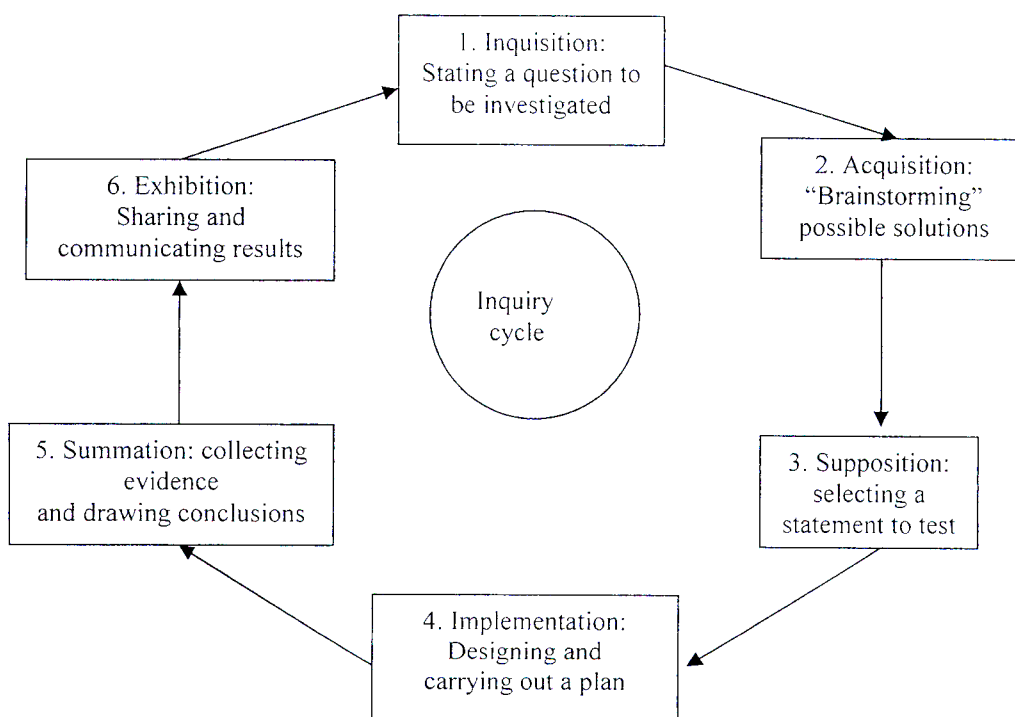 1. Inquisition:
Stating a question to
be investigated
2. Acquisition:
“Brainstorming”
possible solutions
3. Supposition:
selecting a
statement to test
4. Implementation:
Designing and
carrying out a plan
5. Summation: collecting
evidence
and drawing conclusions
6. Exhibition:
Sharing and
communicating results
Inquiry
cycle